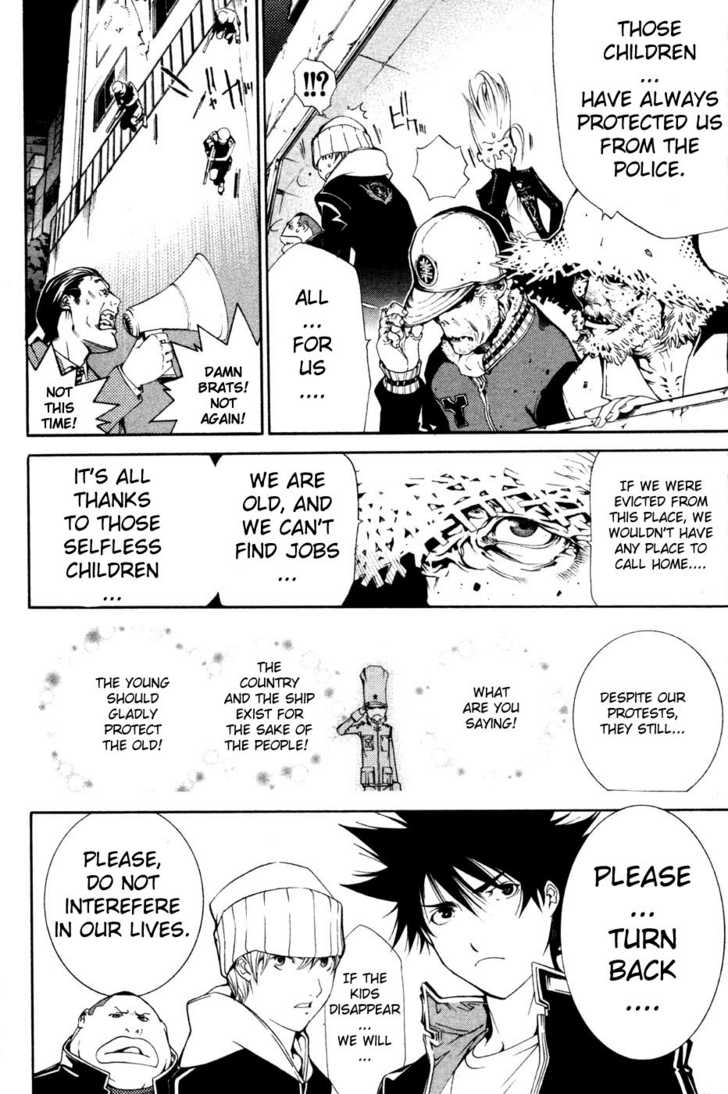 THOSE
CHILDREN
...
HAVE ALWAYS
PROTECTED US
FROM THE
POLICE.
!!?
ビク
ALL
...
FOR
US
....
DAMN
BRATS!
NOT
AGAIN!
NOT
THIS
TIME!
Y
IF WE WERE
EVICTED FROM
THIS PLACE, WE
WOULDN'T HAVE
ANY PLACE TO
CALL HOME....
WE ARE
OLD, AND
WE CAN'T
FIND JOBS
...
IT'S ALL
THANKS
TO THOSE
SELFLESS
CHILDREN
...
DESPITE OUR
PROTESTS,
THEY STILL...
WHAT
ARE YOU
SAYING!
THE
COUNTRY
AND THE SHIP
EXIST FOR
THE SAKE OF
THE PEOPLE!
THE YOUNG
SHOULD
GLADLY
PROTECT
THE OLD!
PLEASE
...
TURN
BACK
....
IF THE
KIDS
DISAPPEAR
...
WE WILL
...
PLEASE,
DO NOT
INTEREFERE
IN OUR LIVES.